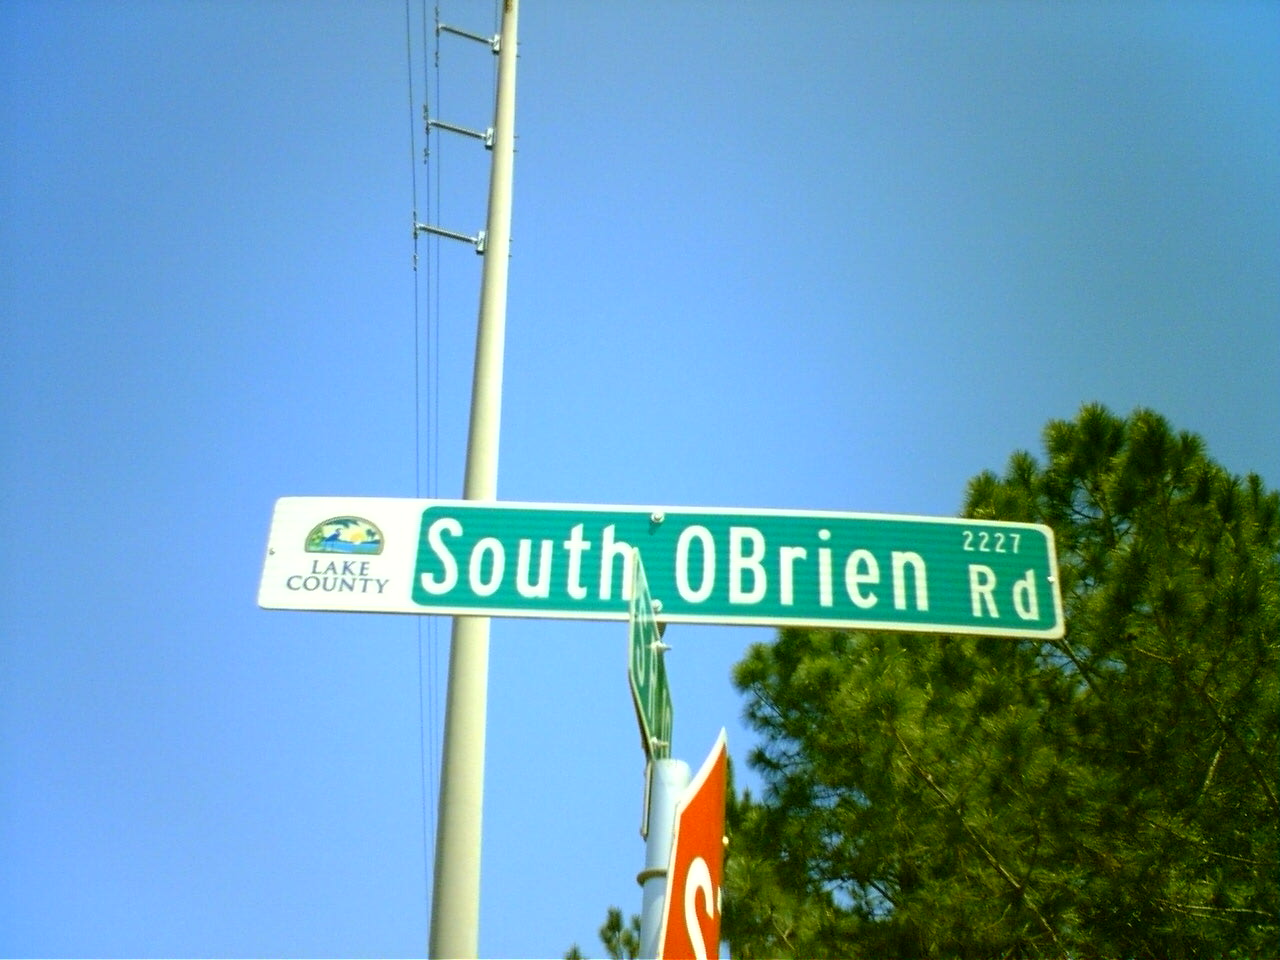 LAKE
COUNTY
South OBrien Rd
2227